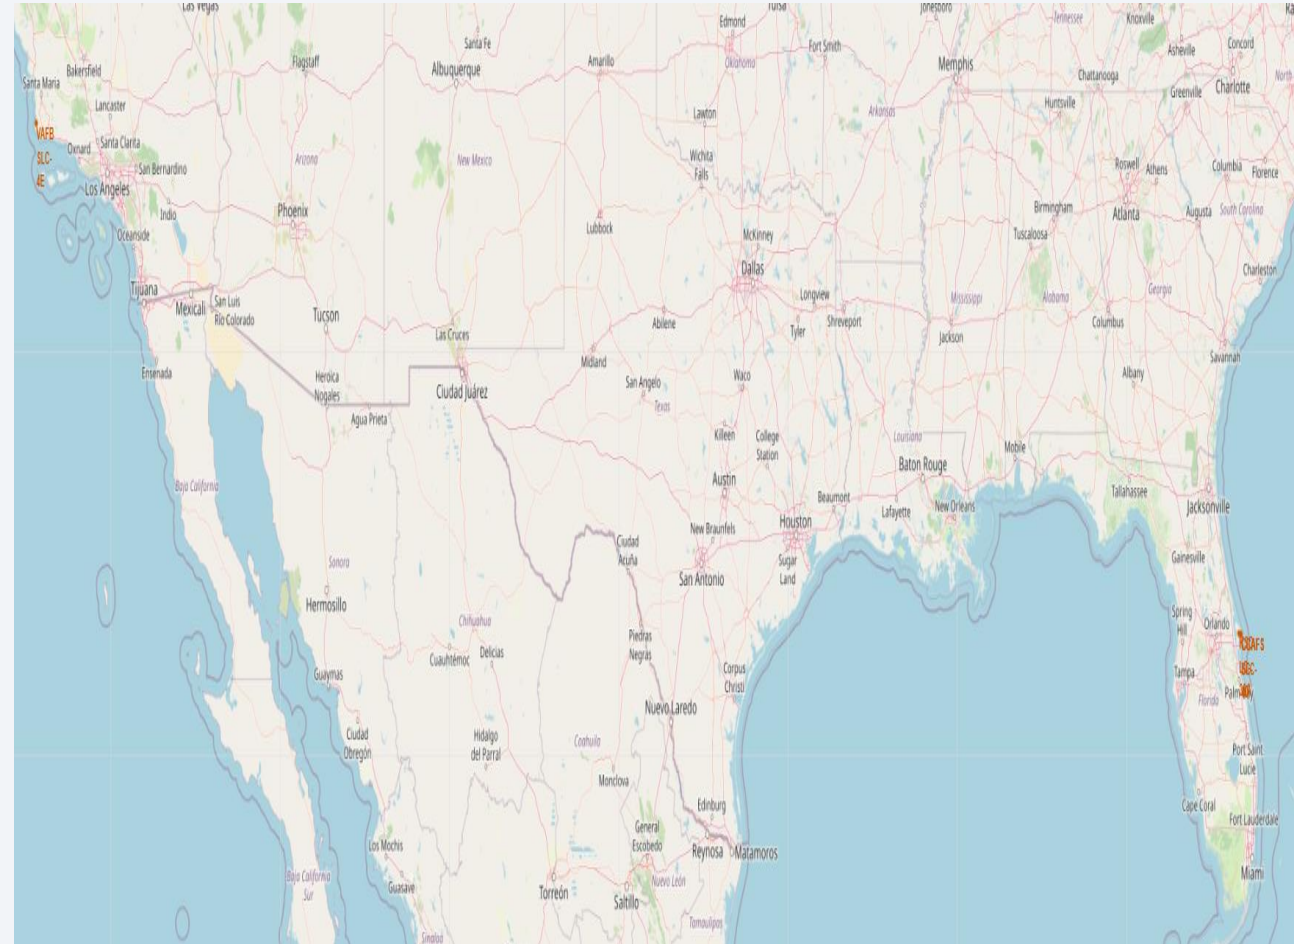 Las Vegas
Tulsa
Jonesboro
Tennessee
Knoxville
Edmond
Santa Fe
Fort Smith
Oklahoma
Asheville
Concord
Santa Maria
Bakersfield
Flagstaff
Albuquerque
Amarillo
Memphis
Chattanooga
Charlotte
North
Lancaster
Lawton
Arkansas
Huntsville
Greenville
VAFB
SLC-
4E
Oxnard
Santa Clarita
San Bernardino
Los Angeles
Arizona
New Mexico
Wichita
Falls
Roswell
Athens
Columbia
Florence
Indio
Phoenix
Lubbock
McKinney
Birmingham
Atlanta
Augusta
South Carolina
Oceanside
Tuscaloosa
Dallas
Charleston
Tijuana
Mexicali
San Luis
Río Colorado
Tucson
Las Cruces
Abilene
Longview
Tyler
Shreveport
Mississippi
Jackson
Alabama
Columbus
Georgia
Savannah
Ensenada
Heroica
Nogales
Agua Prieta
Ciudad Juárez
Midland
San Angelo
Texas
Waco
Albany
Killeen
College
Station
Louisiana
Baton Rouge
Mobile
Baja California
Austin
Beaumont
Lafayette
New Orleans
Tallahassee
Jacksonville
New Braunfels
Houston
Ciudad
Acuña
San Antonio
Sugar
Land
Gainesville
Sonora
Hermosillo
Chihuahua
Cuauhtémoc
Delicias
Piedras
Negras
Spring
Hill
Orlando
Guaymas
Corpus
Christi
Tampa
Florida
Ciudad
Obregón
Hidalgo
del Parral
Coahuila
Nuevo Laredo
Monclova
Port Saint
Lucie
Edinburg
Cape Coral
Fort Lauderdale
Los Mochis
General
Escobedo
Reynosa
Matamoros
Baja California
Sur
Guasave
Torreón
Saltillo
Nuevo León
Miami
Tamaulipas
Sinaloa